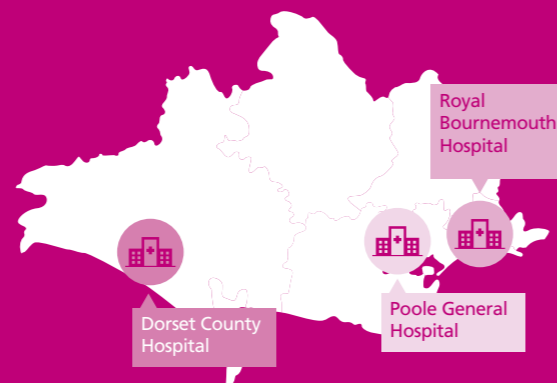 Royal
Bournemouth
Hospital
Dorset County
Hospital
Poole General
Hospital